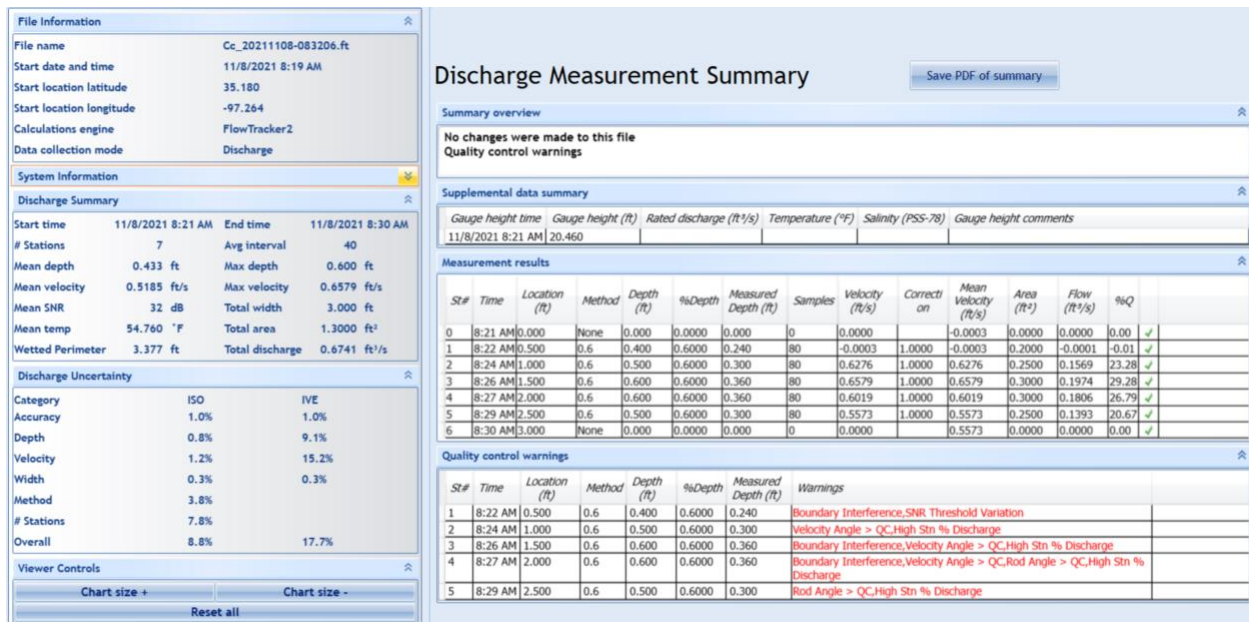 File Information
File name Cc_20211108-083206.ft
Start date and time 11/8/2021 8:19 AM
Start location latitude 35.180
Start location longitude -97.264
Calculations engine FlowTracker2
Data collection mode Discharge
System Information
Discharge Summary
Start time 11/8/2021 8:21 AM End time 11/8/2021 8:30 AM
# Stations 7 Avg interval 40
Mean depth 0.433 ft Max depth 0.600 ft
Mean velocity 0.5185 ft/s Max velocity 0.6579 ft/s
Mean SNR 32 dB Total width 3.000 ft
Mean temp 54.760 °F Total area 1.3000 ft²
Wetted Perimeter 3.377 ft Total discharge 0.6741 ft³/s
Discharge Uncertainty
Category ISO IVE
Accuracy 1.0% 1.0%
Depth 0.8% 9.1%
Velocity 1.2% 15.2%
Width 0.3% 0.3%
Method 3.8%
# Stations 7.8%
Overall 8.8% 17.7%
Viewer Controls
Chart size + Chart size -
Reset all
Discharge Measurement Summary
Save PDF of summary
Summary overview
No changes were made to this file
Quality control warnings
Supplemental data summary
Gauge height time Gauge height (ft) Rated discharge (ft³/s) Temperature (°F) Salinity (PSS-78) Gauge height comments
11/8/2021 8:21 AM 20.460
Measurement results
St# Time Location (ft) Method Depth (ft) %Depth Measured Depth (ft) Samples Velocity (ft/s) Correcti on Mean Velocity (ft/s) Area (ft²) Flow (ft³/s) %Q
0 8:21 AM 0.000 None 0.000 0.0000 0.000 0 0.0000 -0.0003 0.0000 0.0000 0.00 ✓
1 8:22 AM 0.500 0.6 0.400 0.6000 0.240 80 -0.0003 1.0000 -0.0003 0.2000 -0.0001 -0.01 ✓
2 8:24 AM 1.000 0.6 0.500 0.6000 0.300 80 0.6276 1.0000 0.6276 0.2500 0.1569 23.28 ✓
3 8:26 AM 1.500 0.6 0.600 0.6000 0.360 80 0.6579 1.0000 0.6579 0.3000 0.1974 29.28 ✓
4 8:27 AM 2.000 0.6 0.600 0.6000 0.360 80 0.6019 1.0000 0.6019 0.3000 0.1806 26.79 ✓
5 8:29 AM 2.500 0.6 0.500 0.6000 0.300 80 0.5573 1.0000 0.5573 0.2500 0.1393 20.67 ✓
6 8:30 AM 3.000 None 0.000 0.0000 0.000 0 0.0000 0.5573 0.0000 0.0000 0.00 ✓
Quality control warnings
St# Time Location (ft) Method Depth (ft) %Depth Measured Depth (ft) Warnings
1 8:22 AM 0.500 0.6 0.400 0.6000 0.240 Boundary Interference,SNR Threshold Variation
2 8:24 AM 1.000 0.6 0.500 0.6000 0.300 Velocity Angle > QC,High Stn % Discharge
3 8:26 AM 1.500 0.6 0.600 0.6000 0.360 Boundary Interference,Velocity Angle > QC,High Stn % Discharge
4 8:27 AM 2.000 0.6 0.600 0.6000 0.360 Boundary Interference,Velocity Angle > QC,Rod Angle > QC,High Stn %
Discharge
5 8:29 AM 2.500 0.6 0.500 0.6000 0.300 Rod Angle > QC,High Stn % Discharge